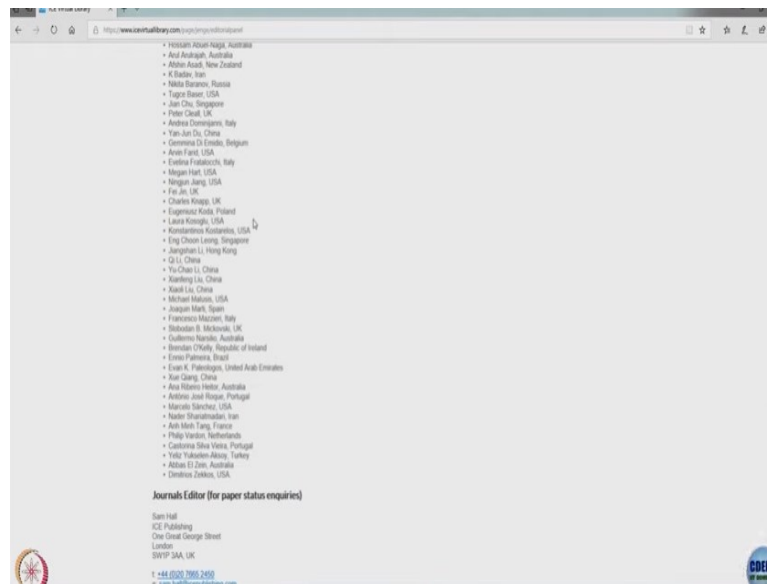 ICE Virtual Library
https://www.icevirtuallibrary.com/page/jenge/editorialpanel
• Hossam Abuel-Naga, Australia
• Arul Arulrajah, Australia
• Afshin Asadi, New Zealand
• K Badav, Iran
• Nikita Baranov, Russia
• Tugce Baser, USA
• Jian Chu, Singapore
• Peter Cleall, UK
• Andrea Dominijanni, Italy
• Yan-Jun Du, China
• Gemmina Di Emidio, Belgium
• Arvin Farid, USA
• Evelina Fratalocchi, Italy
• Megan Hart, USA
• Ningjun Jiang, USA
• Fei Jin, UK
• Charles Knapp, UK
• Eugeniusz Koda, Poland
• Laura Kosoglu, USA
• Konstantinos Kostarelos, USA
• Eng Choon Leong, Singapore
• Jiangshan Li, Hong Kong
• Qi Li, China
• Yu-Chao Li, China
• Xianfeng Liu, China
• Xiaoli Liu, China
• Michael Malusis, USA
• Joaquin Marti, Spain
• Francesco Mazzieri, Italy
• Slobodan B. Mickovski, UK
• Guillermo Narsilio, Australia
• Brendan O'Kelly, Republic of Ireland
• Ennio Palmeira, Brazil
• Evan K. Paleologos, United Arab Emirates
• Xue Qiang, China
• Ana Ribeiro Heitor, Australia
• António José Roque, Portugal
• Marcelo Sánchez, USA
• Nader Shariatmadari, Iran
• Anh Minh Tang, France
• Philip Vardon, Netherlands
• Castorina Silva Vieira, Portugal
• Yeliz Yukselen-Aksoy, Turkey
• Abbas El Zein, Australia
• Dimitrios Zekkos, USA
Journals Editor (for paper status enquiries)
Sam Hall
ICE Publishing
One Great George Street
London
SW1P 3AA, UK
t: +44 (0)20 7665 2450
e: sam.hall@icepublishing.com
CDEEP